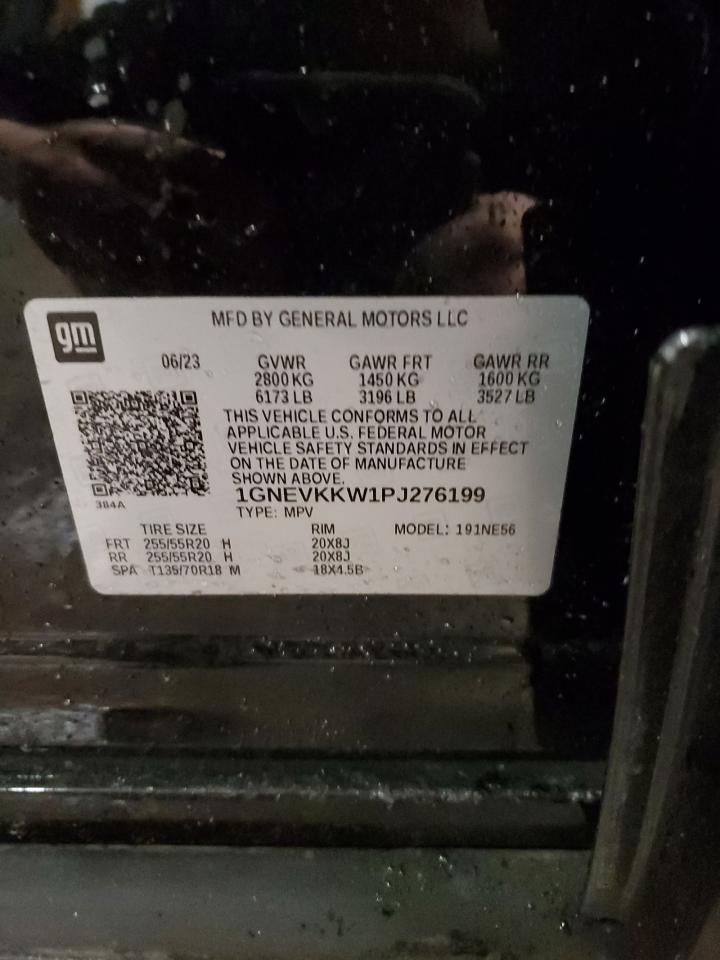 gm
MFD BY GENERAL MOTORS LLC
06/23 GVWR GAWR FRT GAWR RR
2800 KG 1450 KG 1600 KG
6173 LB 3196 LB 3527 LB
THIS VEHICLE CONFORMS TO ALL
APPLICABLE U.S. FEDERAL MOTOR
VEHICLE SAFETY STANDARDS IN EFFECT
ON THE DATE OF MANUFACTURE
SHOWN ABOVE.
1GNEVKKW1PJ276199
384A
TYPE: MPV
TIRE SIZE RIM MODEL: 191NE56
FRT 255/55R20 H 20X8J
RR 255/55R20 H 20X8J
SPA T135/70R18 M 18X4.5B